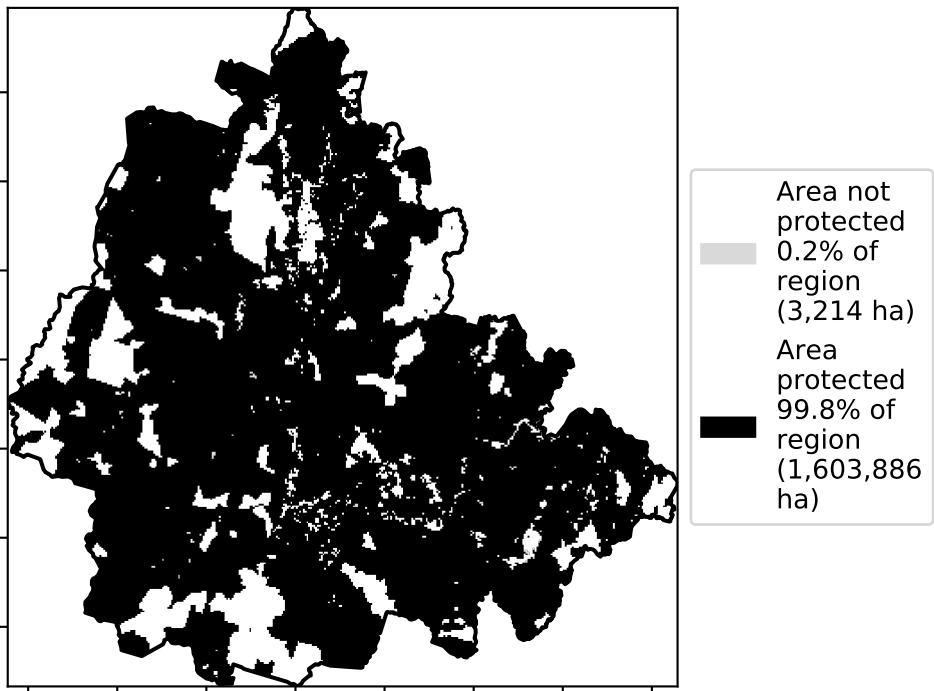 Area not
protected
0.2% of
region
(3,214 ha)
Area
protected
99.8% of
region
(1,603,886
ha)